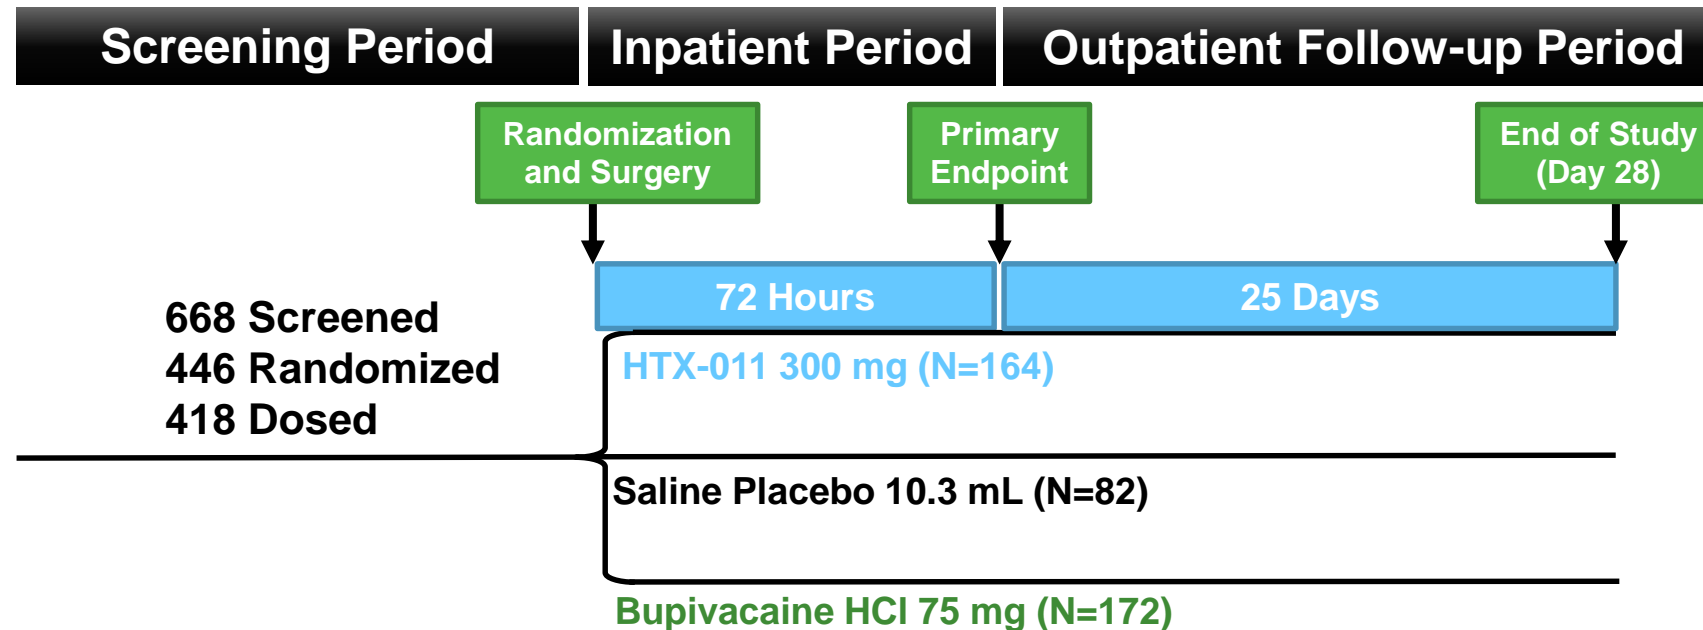 Screening Period
Inpatient Period
Outpatient Follow-up Period
Randomization
and Surgery
Primary
Endpoint
End of Study
(Day 28)
72 Hours
25 Days
668 Screened
446 Randomized
418 Dosed
HTX-011 300 mg (N=164)
Saline Placebo 10.3 mL (N=82)
Bupivacaine HCl 75 mg (N=172)